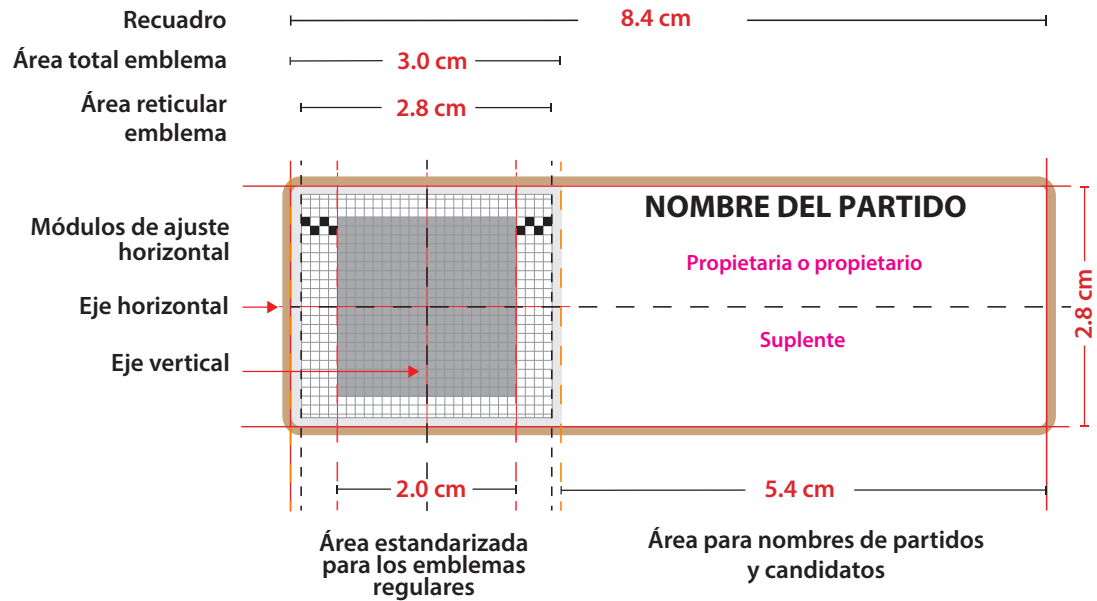 Recuadro
8.4 cm
Área total emblema
3.0 cm
Área reticular
emblema
2.8 cm
NOMBRE DEL PARTIDO
Módulos de ajuste
horizontal
Propietaria o propietario
Eje horizontal
2.8 cm
Suplente
Eje vertical
2.0 cm
5.4 cm
Área estandarizada
para los emblemas
regulares
Área para nombres de partidos
y candidatos